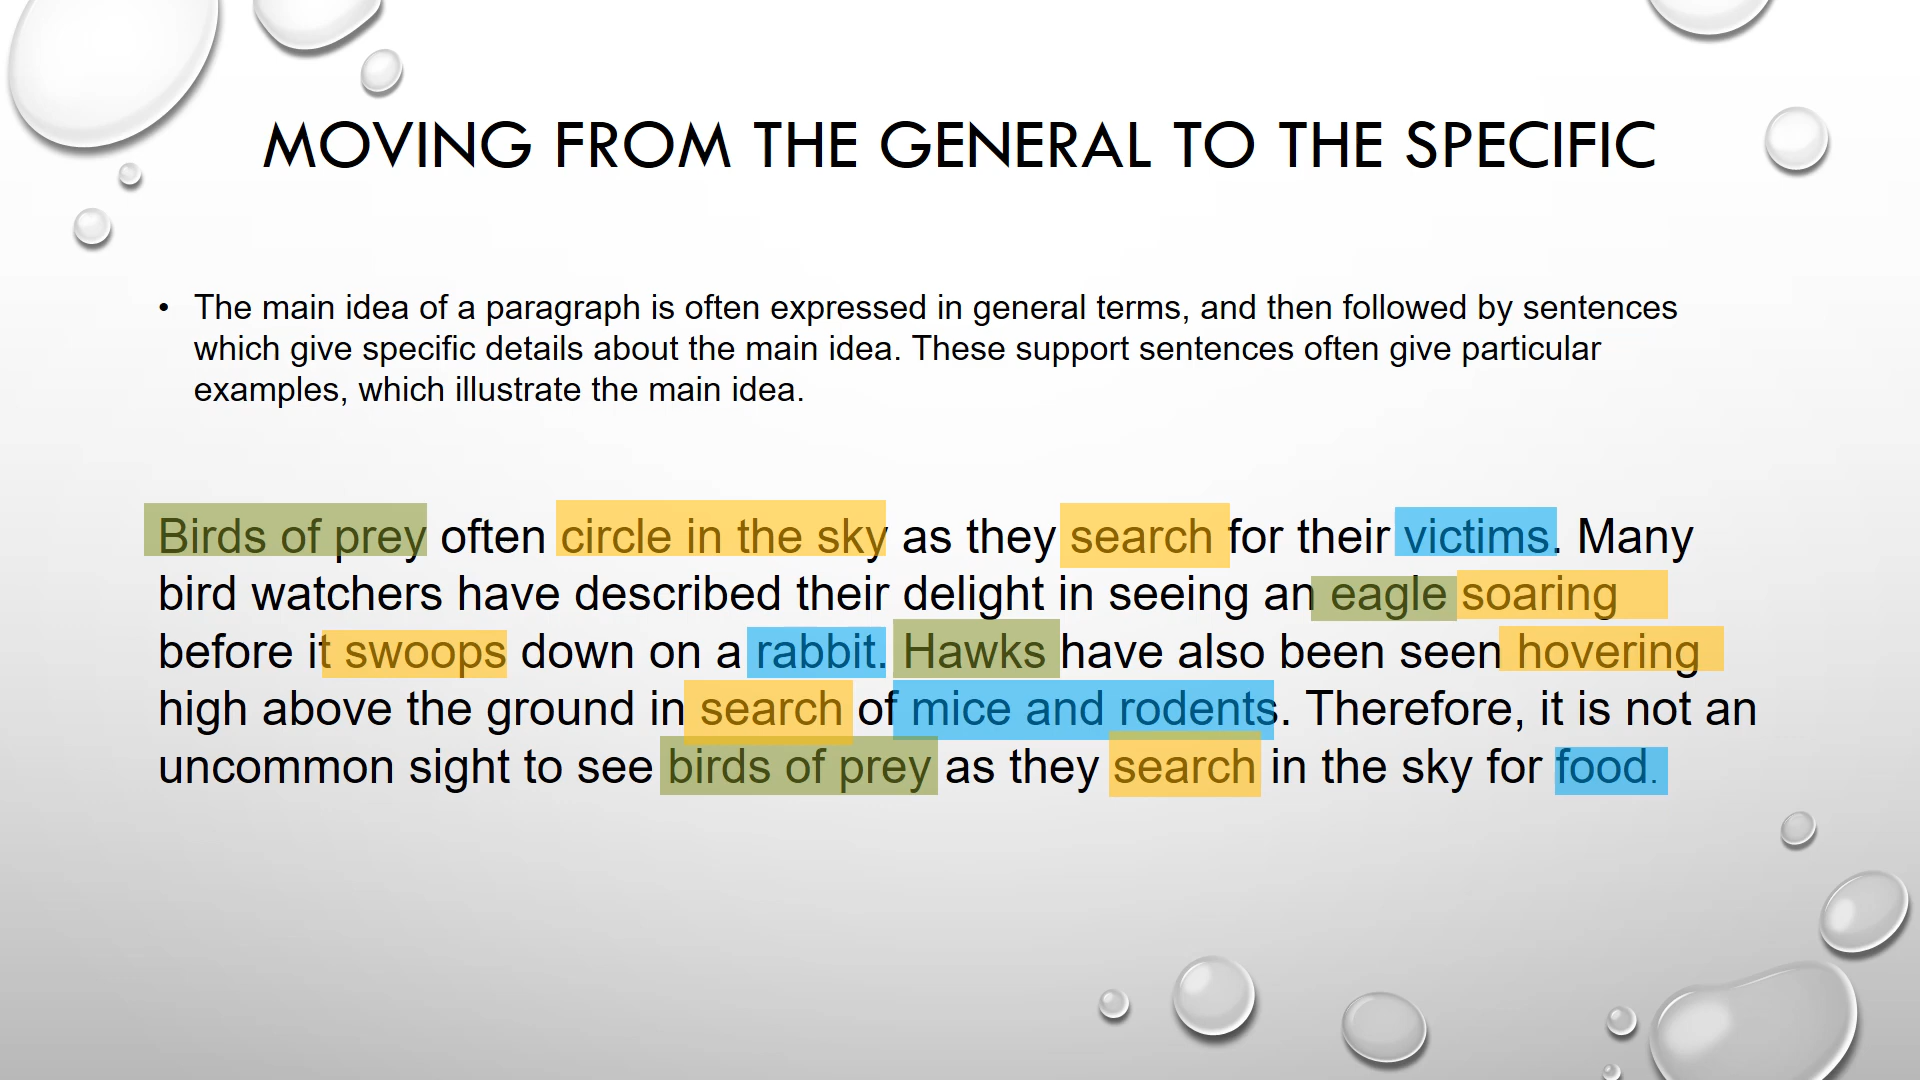 MOVING FROM THE GENERAL TO THE SPECIFIC
• The main idea of a paragraph is often expressed in general terms, and then followed by sentences
which give specific details about the main idea. These support sentences often give particular
examples, which illustrate the main idea.
Birds of prey often circle in the sky as they search for their victims. Many
bird watchers have described their delight in seeing an eagle soaring
before it swoops down on a rabbit. Hawks have also been seen hovering
high above the ground in search of mice and rodents. Therefore, it is not an
uncommon sight to see birds of prey as they search in the sky for food.